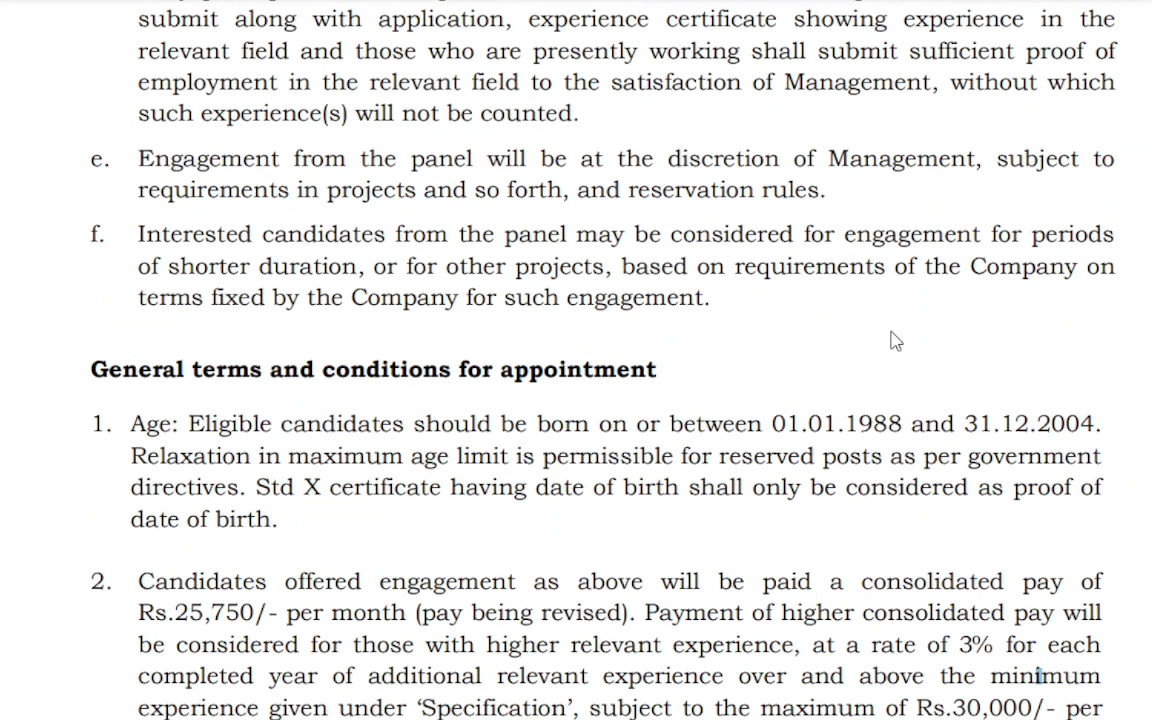 submit along with application, experience certificate showing experience in the
relevant field and those who are presently working shall submit sufficient proof of
employment in the relevant field to the satisfaction of Management, without which
such experience(s) will not be counted.
e. Engagement from the panel will be at the discretion of Management, subject to
requirements in projects and so forth, and reservation rules.
f. Interested candidates from the panel may be considered for engagement for periods
of shorter duration, or for other projects, based on requirements of the Company on
terms fixed by the Company for such engagement.
General terms and conditions for appointment
1. Age: Eligible candidates should be born on or between 01.01.1988 and 31.12.2004.
Relaxation in maximum age limit is permissible for reserved posts as per government
directives. Std X certificate having date of birth shall only be considered as proof of
date of birth.
2. Candidates offered engagement as above will be paid a consolidated pay of
Rs.25,750/- per month (pay being revised). Payment of higher consolidated pay will
be considered for those with higher relevant experience, at a rate of 3% for each
completed year of additional relevant experience over and above the minimum
experience given under ‘Specification’, subject to the maximum of Rs.30,000/- per